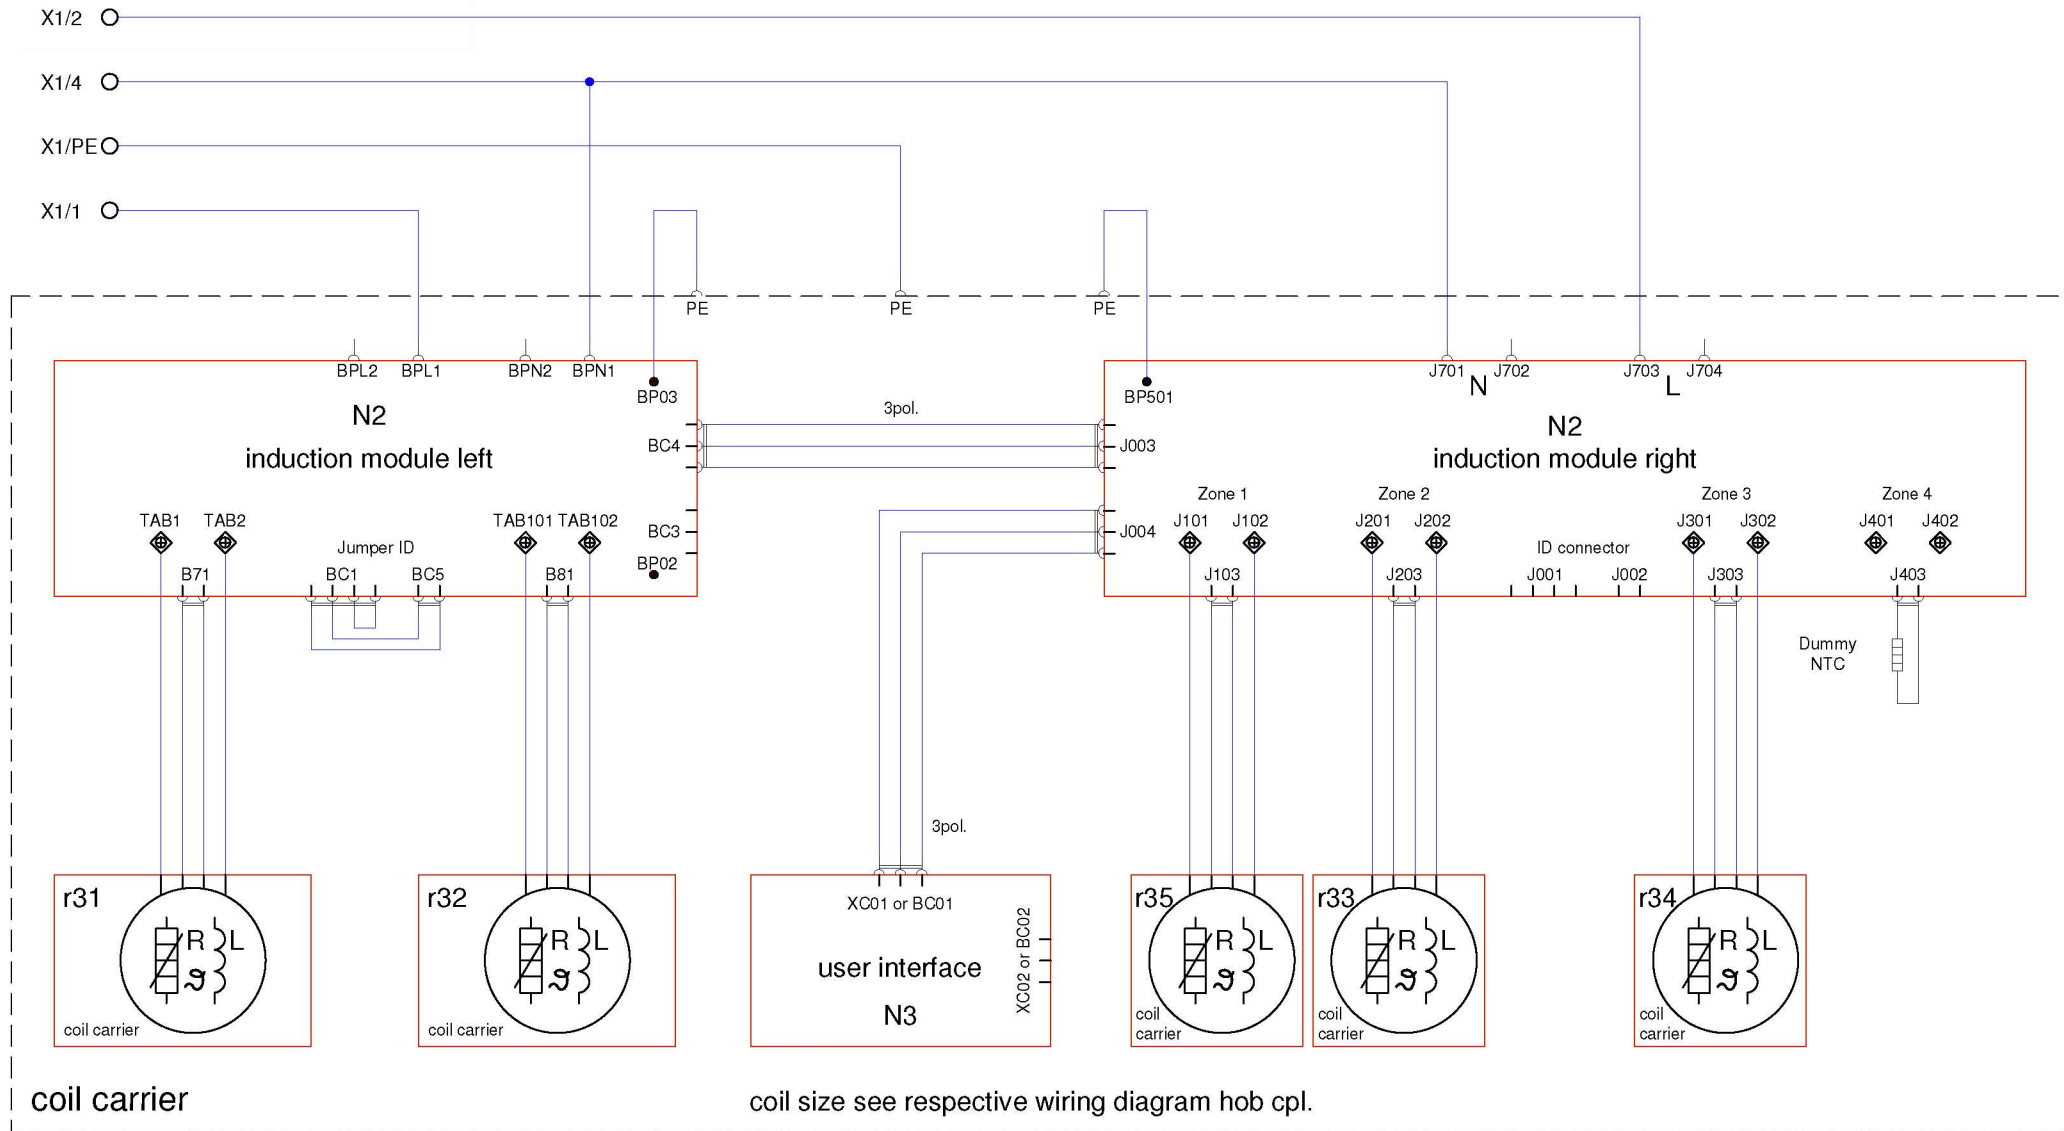 X1/2
X1/4
X1/PE
X1/1
PE
PE
PE
BPL2
BPL1
BPN2
BPN1
BP03
N2
induction module left
BC4
3pol.
TAB1
TAB2
TAB101
TAB102
BC3
BP02
Jumper ID
B71
BC1
BC5
B81
J701
N
J702
J703
L
J704
BP501
N2
induction module right
J003
J004
Zone 1
Zone 2
Zone 3
Zone 4
J101
J102
J201
J202
J301
J302
J401
J402
ID connector
J103
J203
J001
J002
J303
J403
Dummy
NTC
3pol.
r31
R
L
ϑ
coil carrier
r32
R
L
ϑ
coil carrier
XC01 or BC01
XC02 or BC02
user interface
N3
r35
R
L
ϑ
coil
carrier
r33
R
L
ϑ
coil
carrier
r34
R
L
ϑ
coil
carrier
coil carrier
coil size see respective wiring diagram hob cpl.